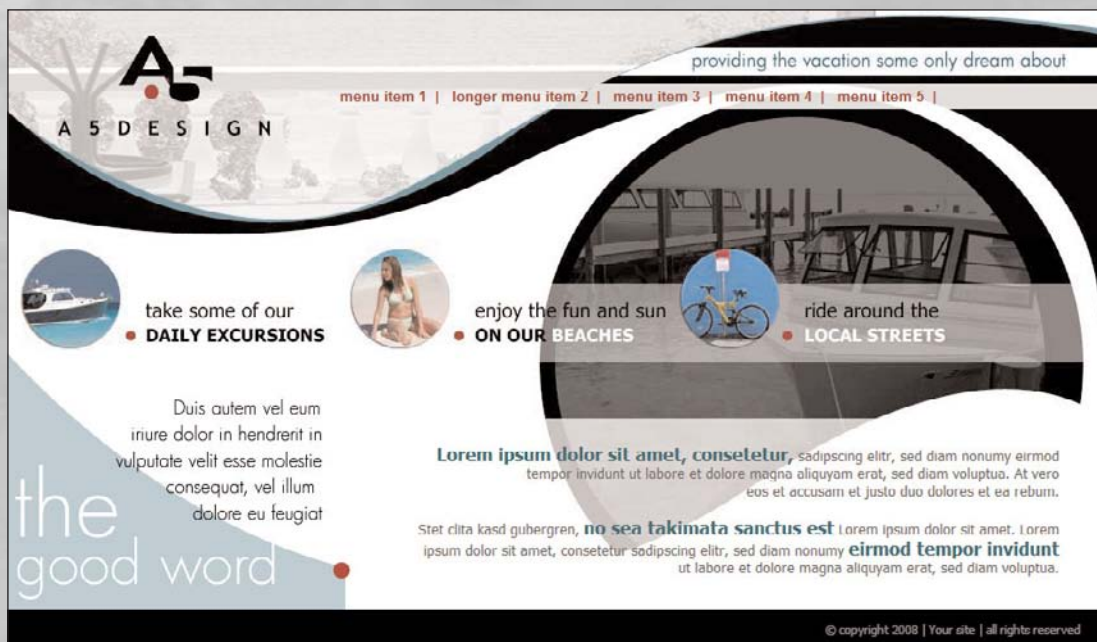 providing the vacation some only dream about
A5
menu item 1 | longer menu item 2 | menu item 3 | menu item 4 | menu item 5 |
A5DESIGN
take some of our
DAILY EXCURSIONS
enjoy the fun and sun
ON OUR BEACHES
ride around the
LOCAL STREETS
Duis autem vel eum
iriure dolor in hendrerit in
vulputate velit esse molestie
consequat, vel illum
dolore eu feugiat
the
good word
Lorem ipsum dolor sit amet, consetetur, sadipscing elitr, sed diam nonumy eirmod
tempor invidunt ut labore et dolore magna aliquyam erat, sed diam voluptua. At vero
eos et accusam et justo duo dolores et ea rebum.
Stet clita kasd gubergren, no sea takimata sanctus est Lorem ipsum dolor sit amet. Lorem
ipsum dolor sit amet, consetetur sadipscing elitr, sed diam nonumy eirmod tempor invidunt
ut labore et dolore magna aliquyam erat, sed diam voluptua.
© copyright 2008 | Your site | all rights reserved